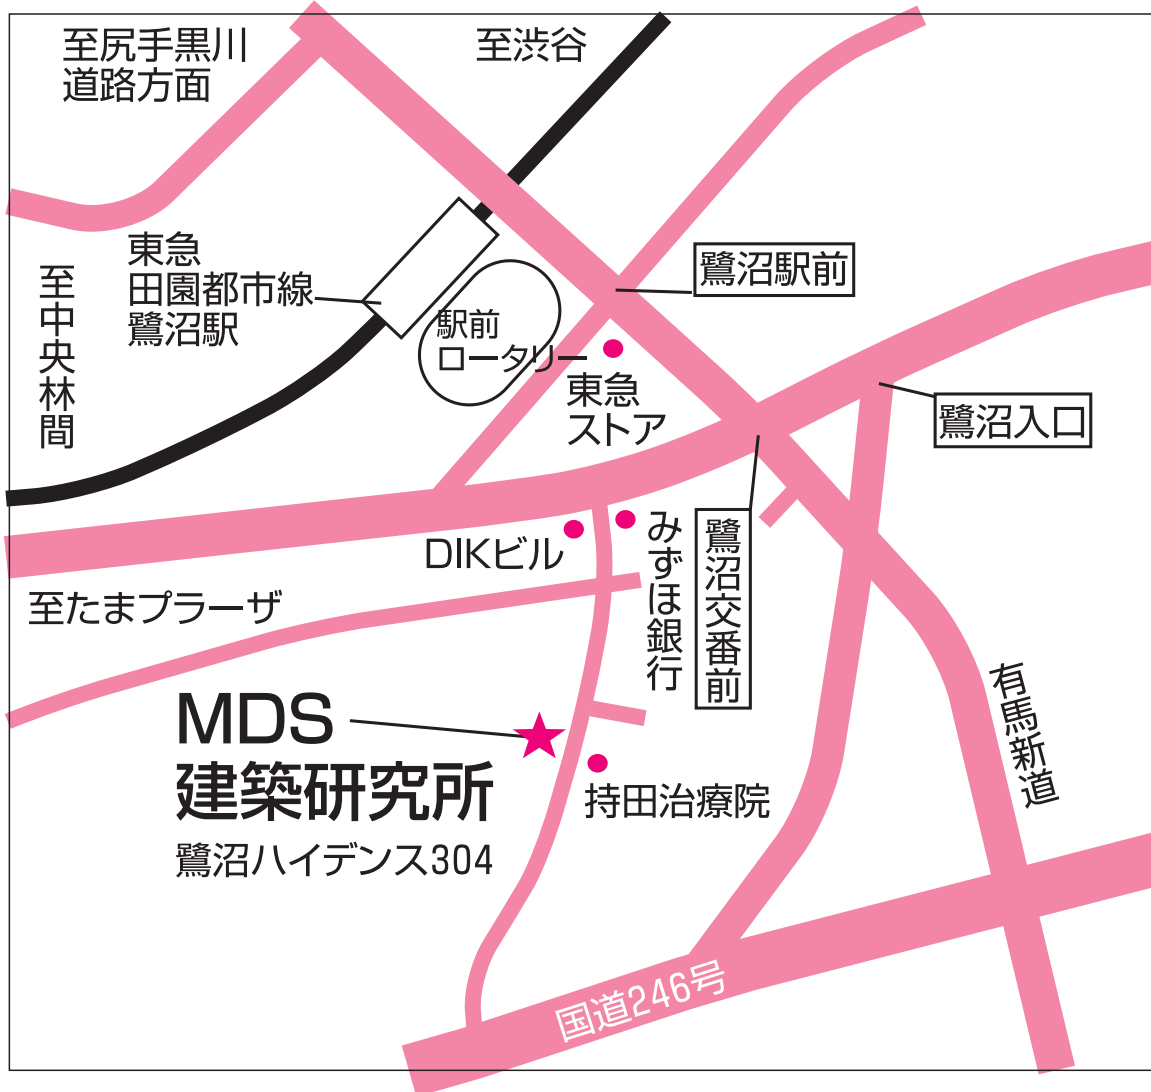 至尻手黒川
道路方面
至渋谷
東急
田園都市線
鷺沼駅
至中央林間
駅前
ロータリー
鷺沼駅前
東急
ストア
鷺沼入口
DIKビル
みずほ銀行
鷺沼交番前
至たまプラーザ
有馬新道
MDS
建築研究所
鷺沼ハイデンス304
持田治療院
国道246号